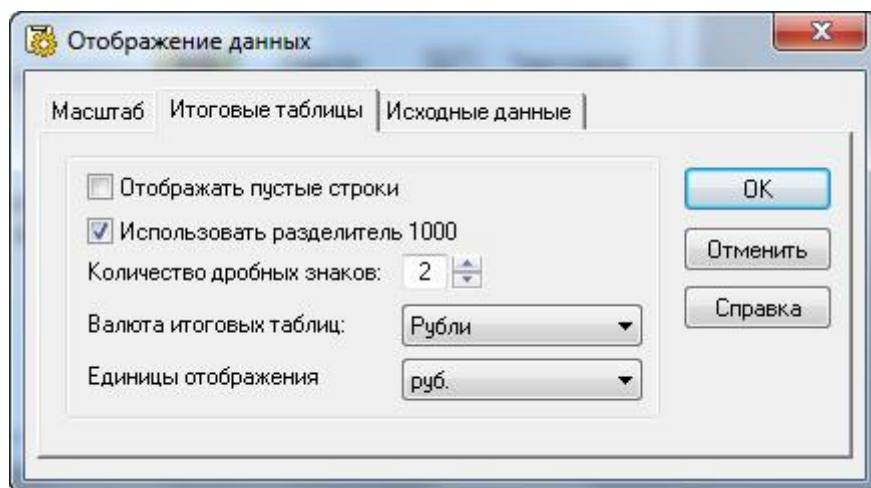 Отображение данных
Масштаб Итоговые таблицы Исходные данные
Отображать пустые строки
Использовать разделитель 1000
Количество дробных знаков: 2
Валюта итоговых таблиц: Рубли
Единицы отображения руб.
OK
Отменить
Справка